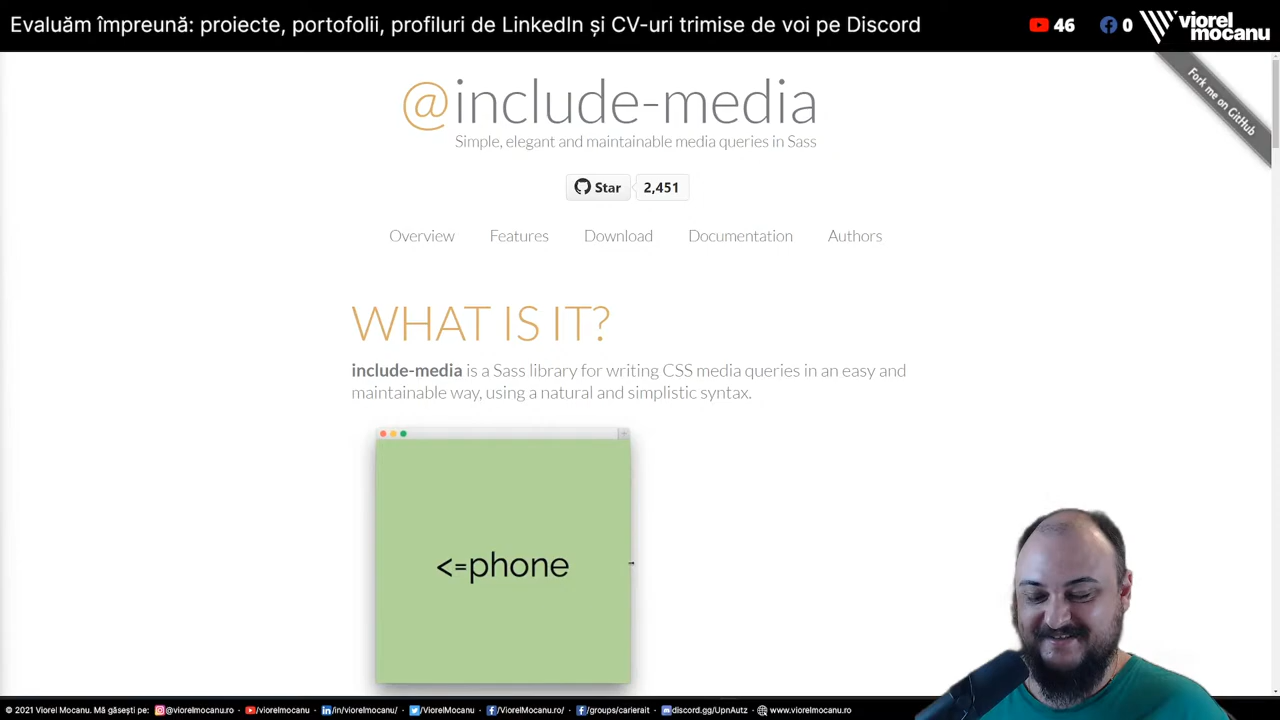 Evaluăm împreună: proiecte, portofolii, profiluri de LinkedIn și CV-uri trimise de voi pe Discord
46
0
viorel
mocanu
Fork me on GitHub
@include-media
Simple, elegant and maintainable media queries in Sass
Star
2,451
Overview Features Download Documentation Authors
WHAT IS IT?
include-media is a Sass library for writing CSS media queries in an easy and
maintainable way, using a natural and simplistic syntax.
<=phone
© 2021 Viorel Mocanu. Mă găsești pe: @viorelmocanu · /viorelmocanu · /in/viorelmocanu/ · /ViorelMocanu · /ViorelMocanu.ro/ · /groups/carierait · discord.gg/UpnAutz · www.viorelmocanu.ro